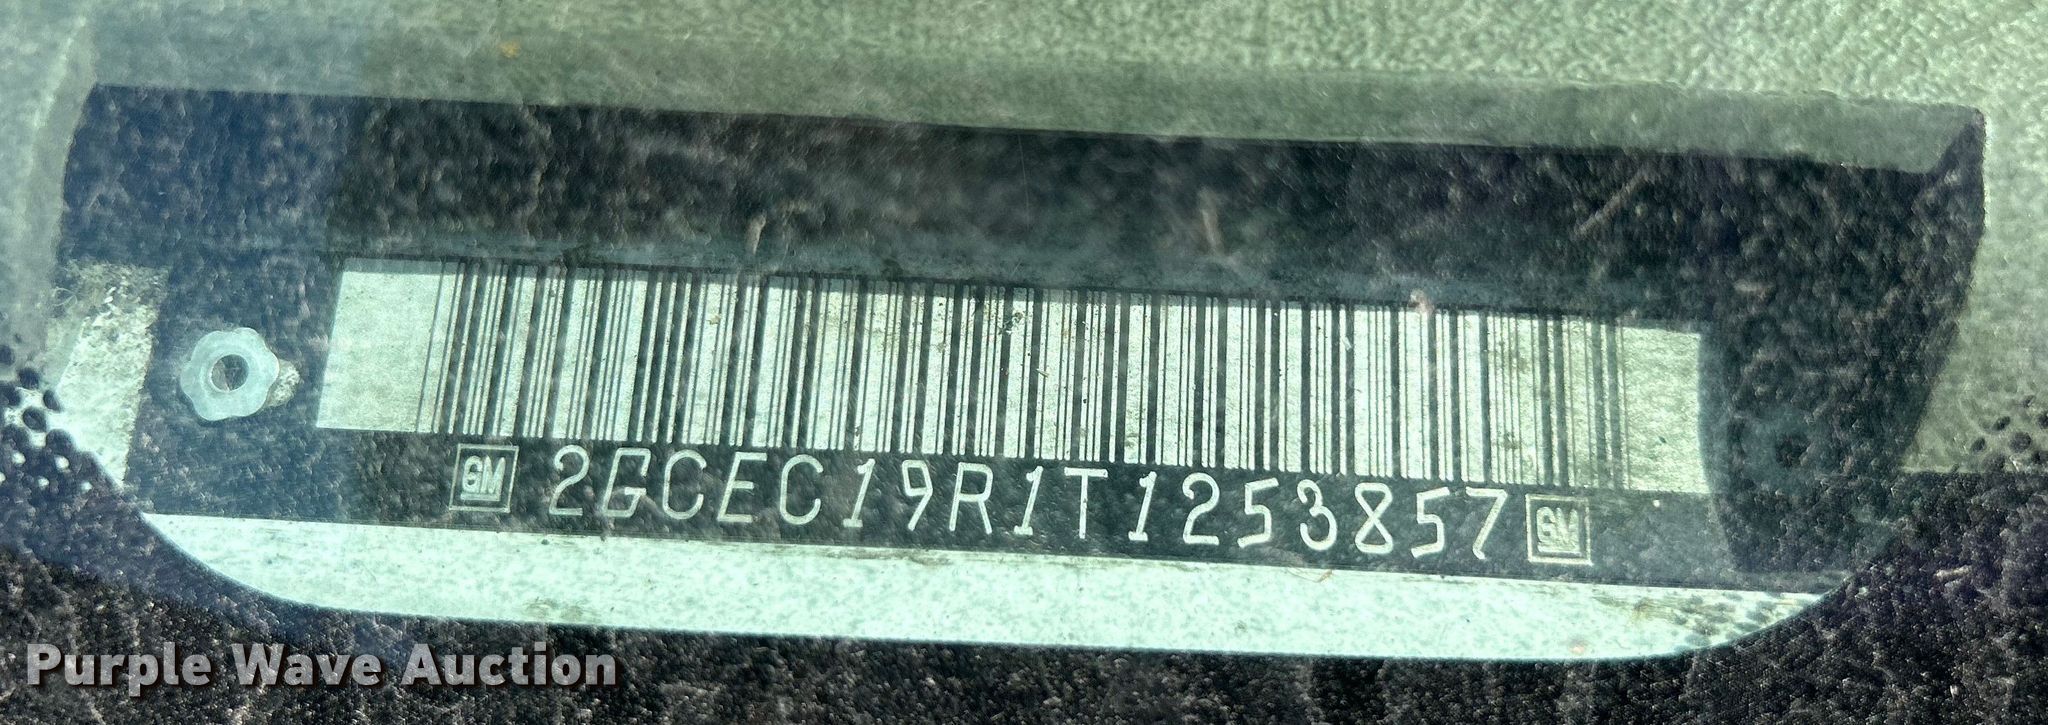 GM 2GCEC19R1T1253857 GM
Purple Wave Auction